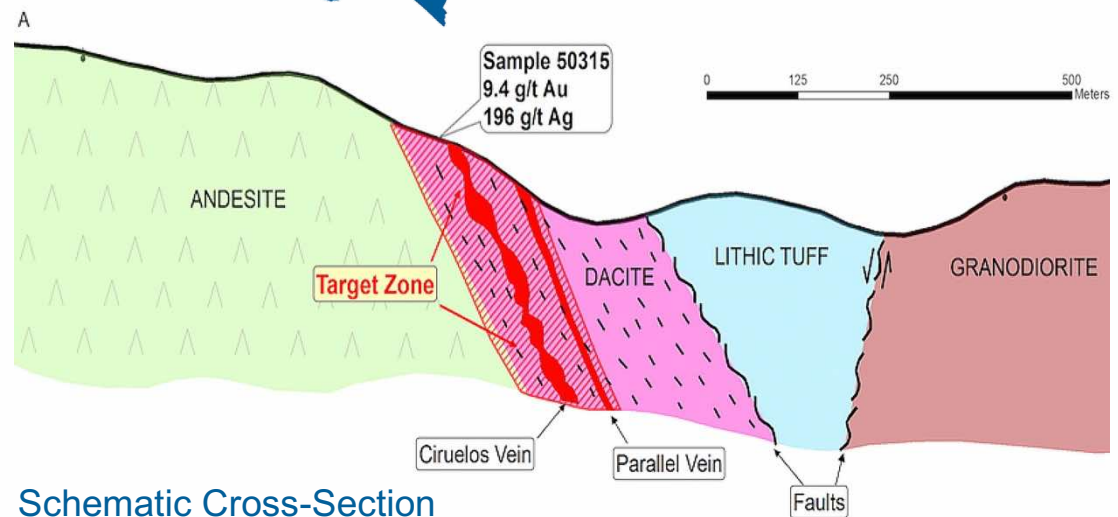 A
Sample 50315
9.4 g/t Au
196 g/t Ag
0 125 250 500
Meters
ANDESITE
Target Zone
DACITE
LITHIC TUFF
GRANODIORITE
Ciruelos Vein
Parallel Vein
Faults
Schematic Cross-Section